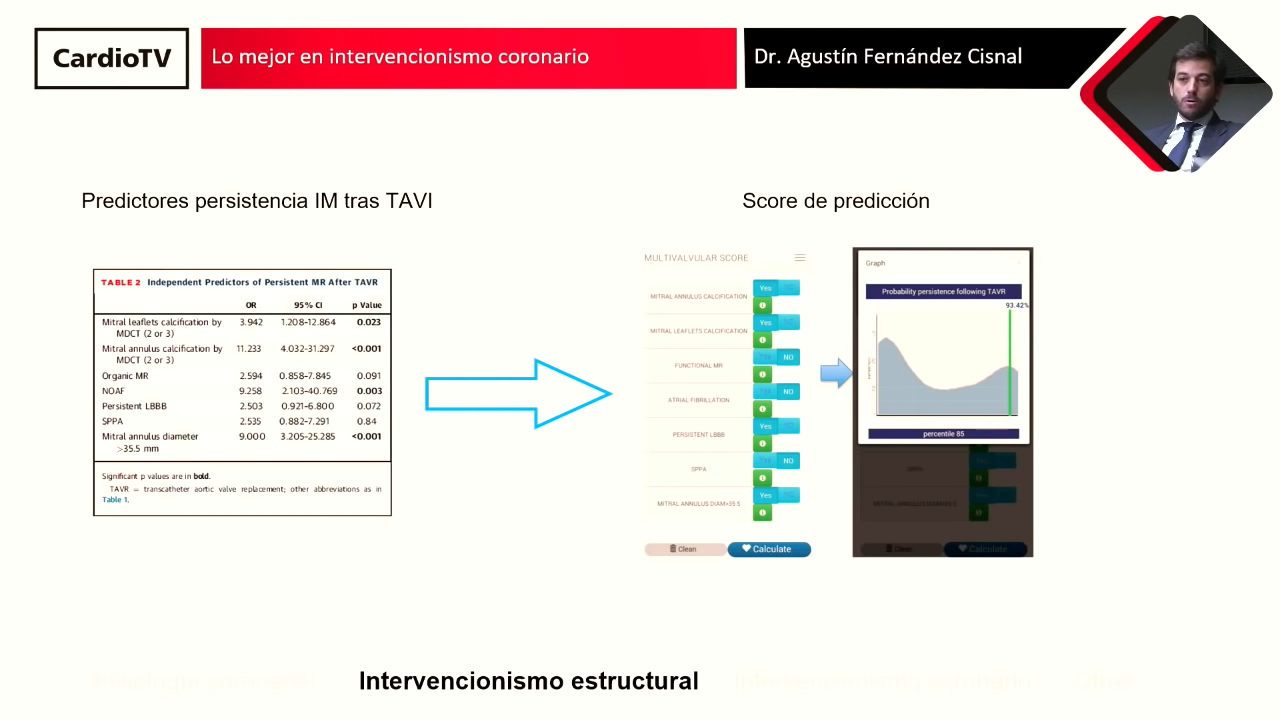 CardioTV
Lo mejor en intervencionismo coronario
Dr. Agustín Fernández Cisnal
Predictores persistencia IM tras TAVI
Score de predicción
TABLE 2 Independent Predictors of Persistent MR After TAVR
OR 95% CI p Value
Mitral leaflets calcification by 3.942 1.208–12.864 0.023
MDCT (2 or 3)
Mitral annulus calcification by 11.233 4.032-31.297 <0.001
MDCT (2 or 3)
Organic MR 2.594 0.858–7.845 0.091
NOAF 9.258 2.103–40.769 0.003
Persistent LBBB 2.503 0.921–6.800 0.072
SPPA 2.535 0.882–7.291 0.84
Mitral annulus diameter 9.000 3.205-25.285 <0.001
>35.5 mm
Significant p values are in bold.
TAVR = transcatheter aortic valve replacement; other abbreviations as in
Table 1.
MULTIVALVULAR SCORE
MITRAL ANNULUS CALCIFICATION Yes
MITRAL LEAFLETS CALCIFICATION Yes
FUNCTIONAL MR NO
ATRIAL FIBRILLATION NO
PERSISTENT LBBB Yes
SPPA NO
MITRAL ANNULUS DIAM>35.5 Yes
Clean Calculate
Graph
Probability persistence following TAVR
93.42%
percentile 85
SPPA
MITRAL ANNULUS DIAM>35.5
Clean Calculate
Intervencionismo estructural